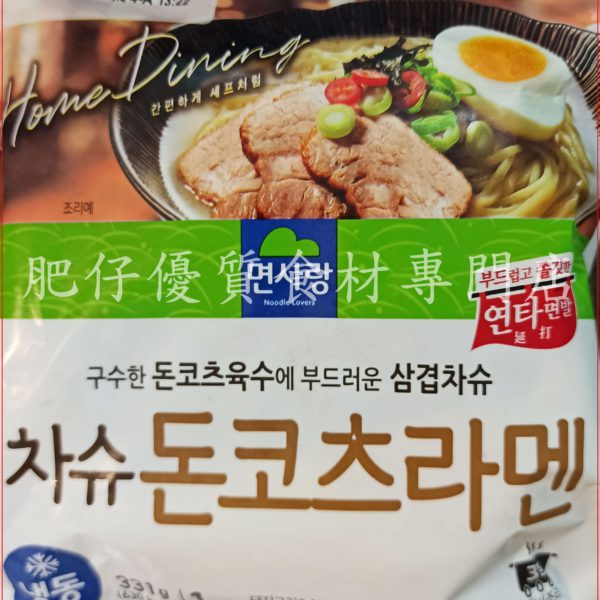 13:22
Home Dining
간편하게 셰프처럼
조리예
肥仔優質食材專門
면사랑
Noodle Lovers
부드럽고 쫄깃한
연타면발
延打
구수한 돈코츠육수에 부드러운 삼겹차슈
차슈돈코츠라멘
냉동
331g